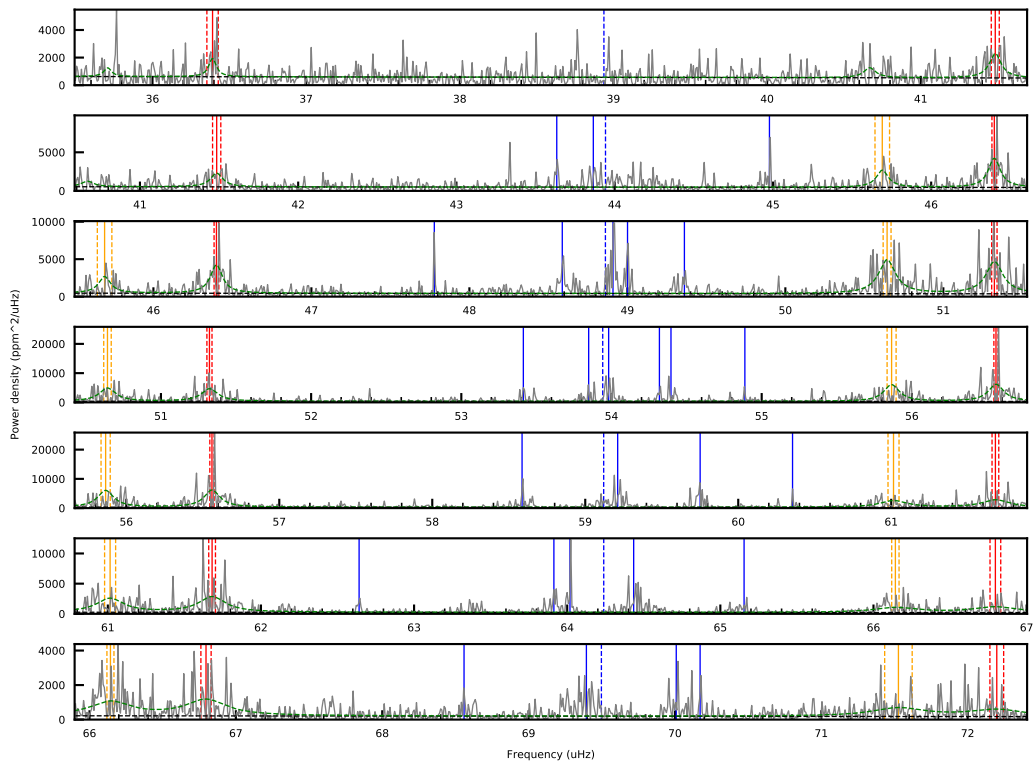 4000
2000
0
36 37 38 39 40 41
5000
0
41 42 43 44 45 46
10000
5000
0
46 47 48 49 50 51
Power density (ppm^2/uHz)
20000
10000
0
51 52 53 54 55 56
20000
10000
0
56 57 58 59 60 61
10000
5000
0
61 62 63 64 65 66 67
4000
2000
0
66 67 68 69 70 71 72
Frequency (uHz)